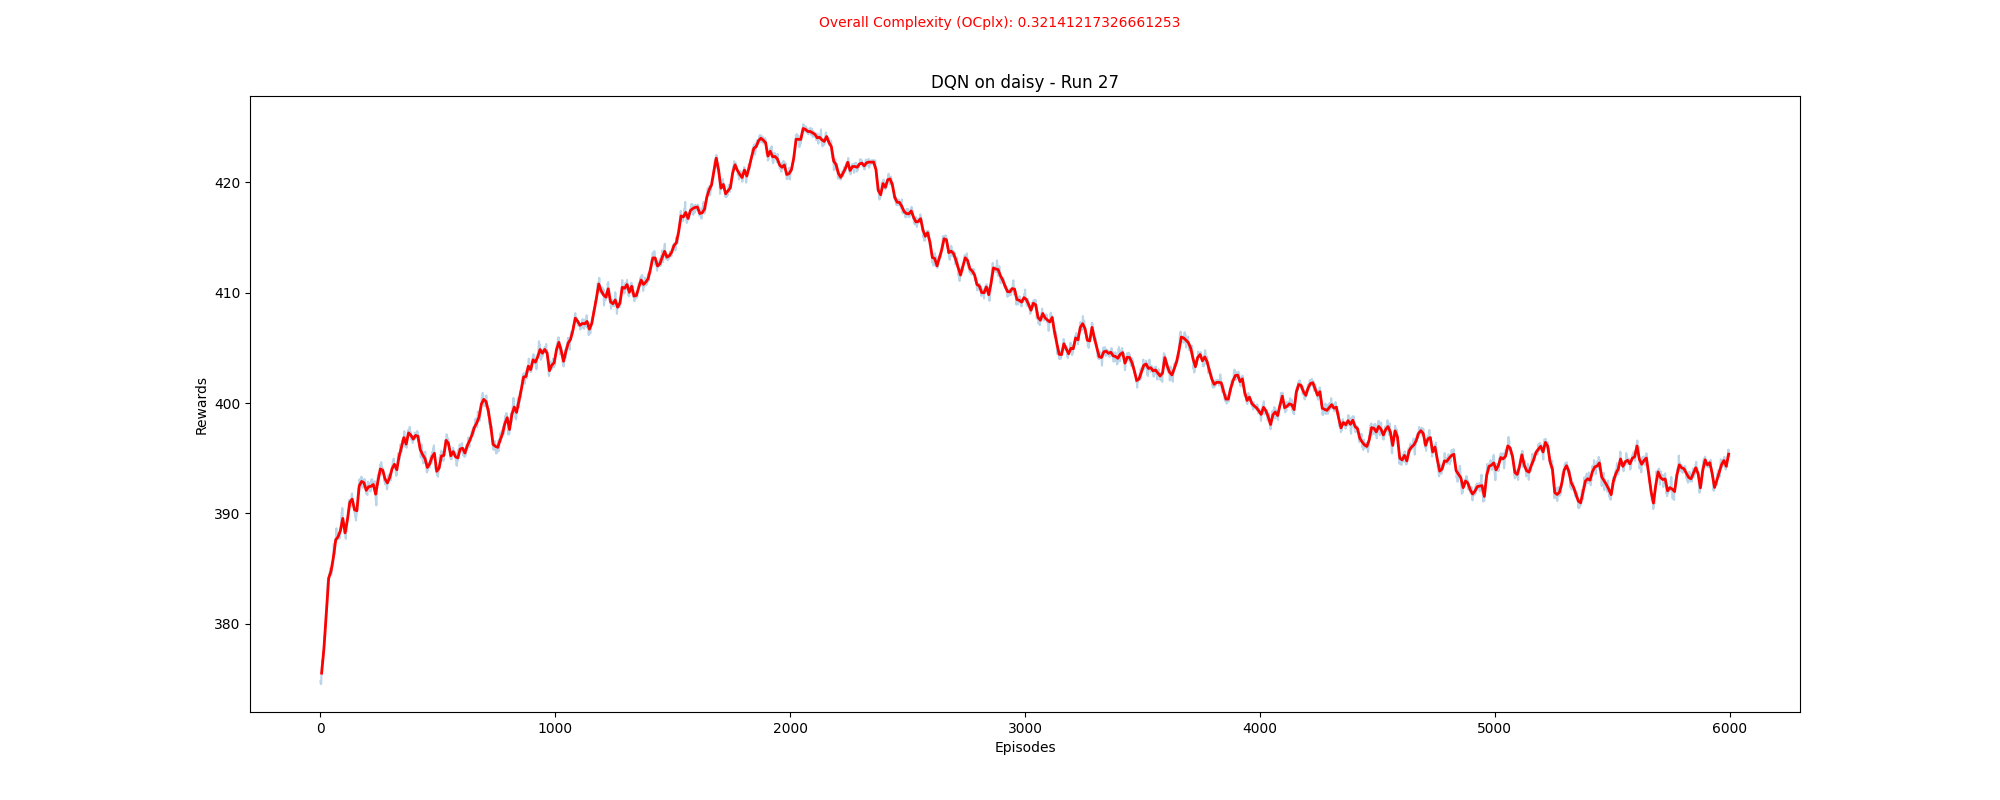 Overall Complexity (OCplx): 0.32141217326661253
DQN on daisy - Run 27
Rewards
420
410
400
390
380
0 1000 2000 3000 4000 5000 6000
Episodes